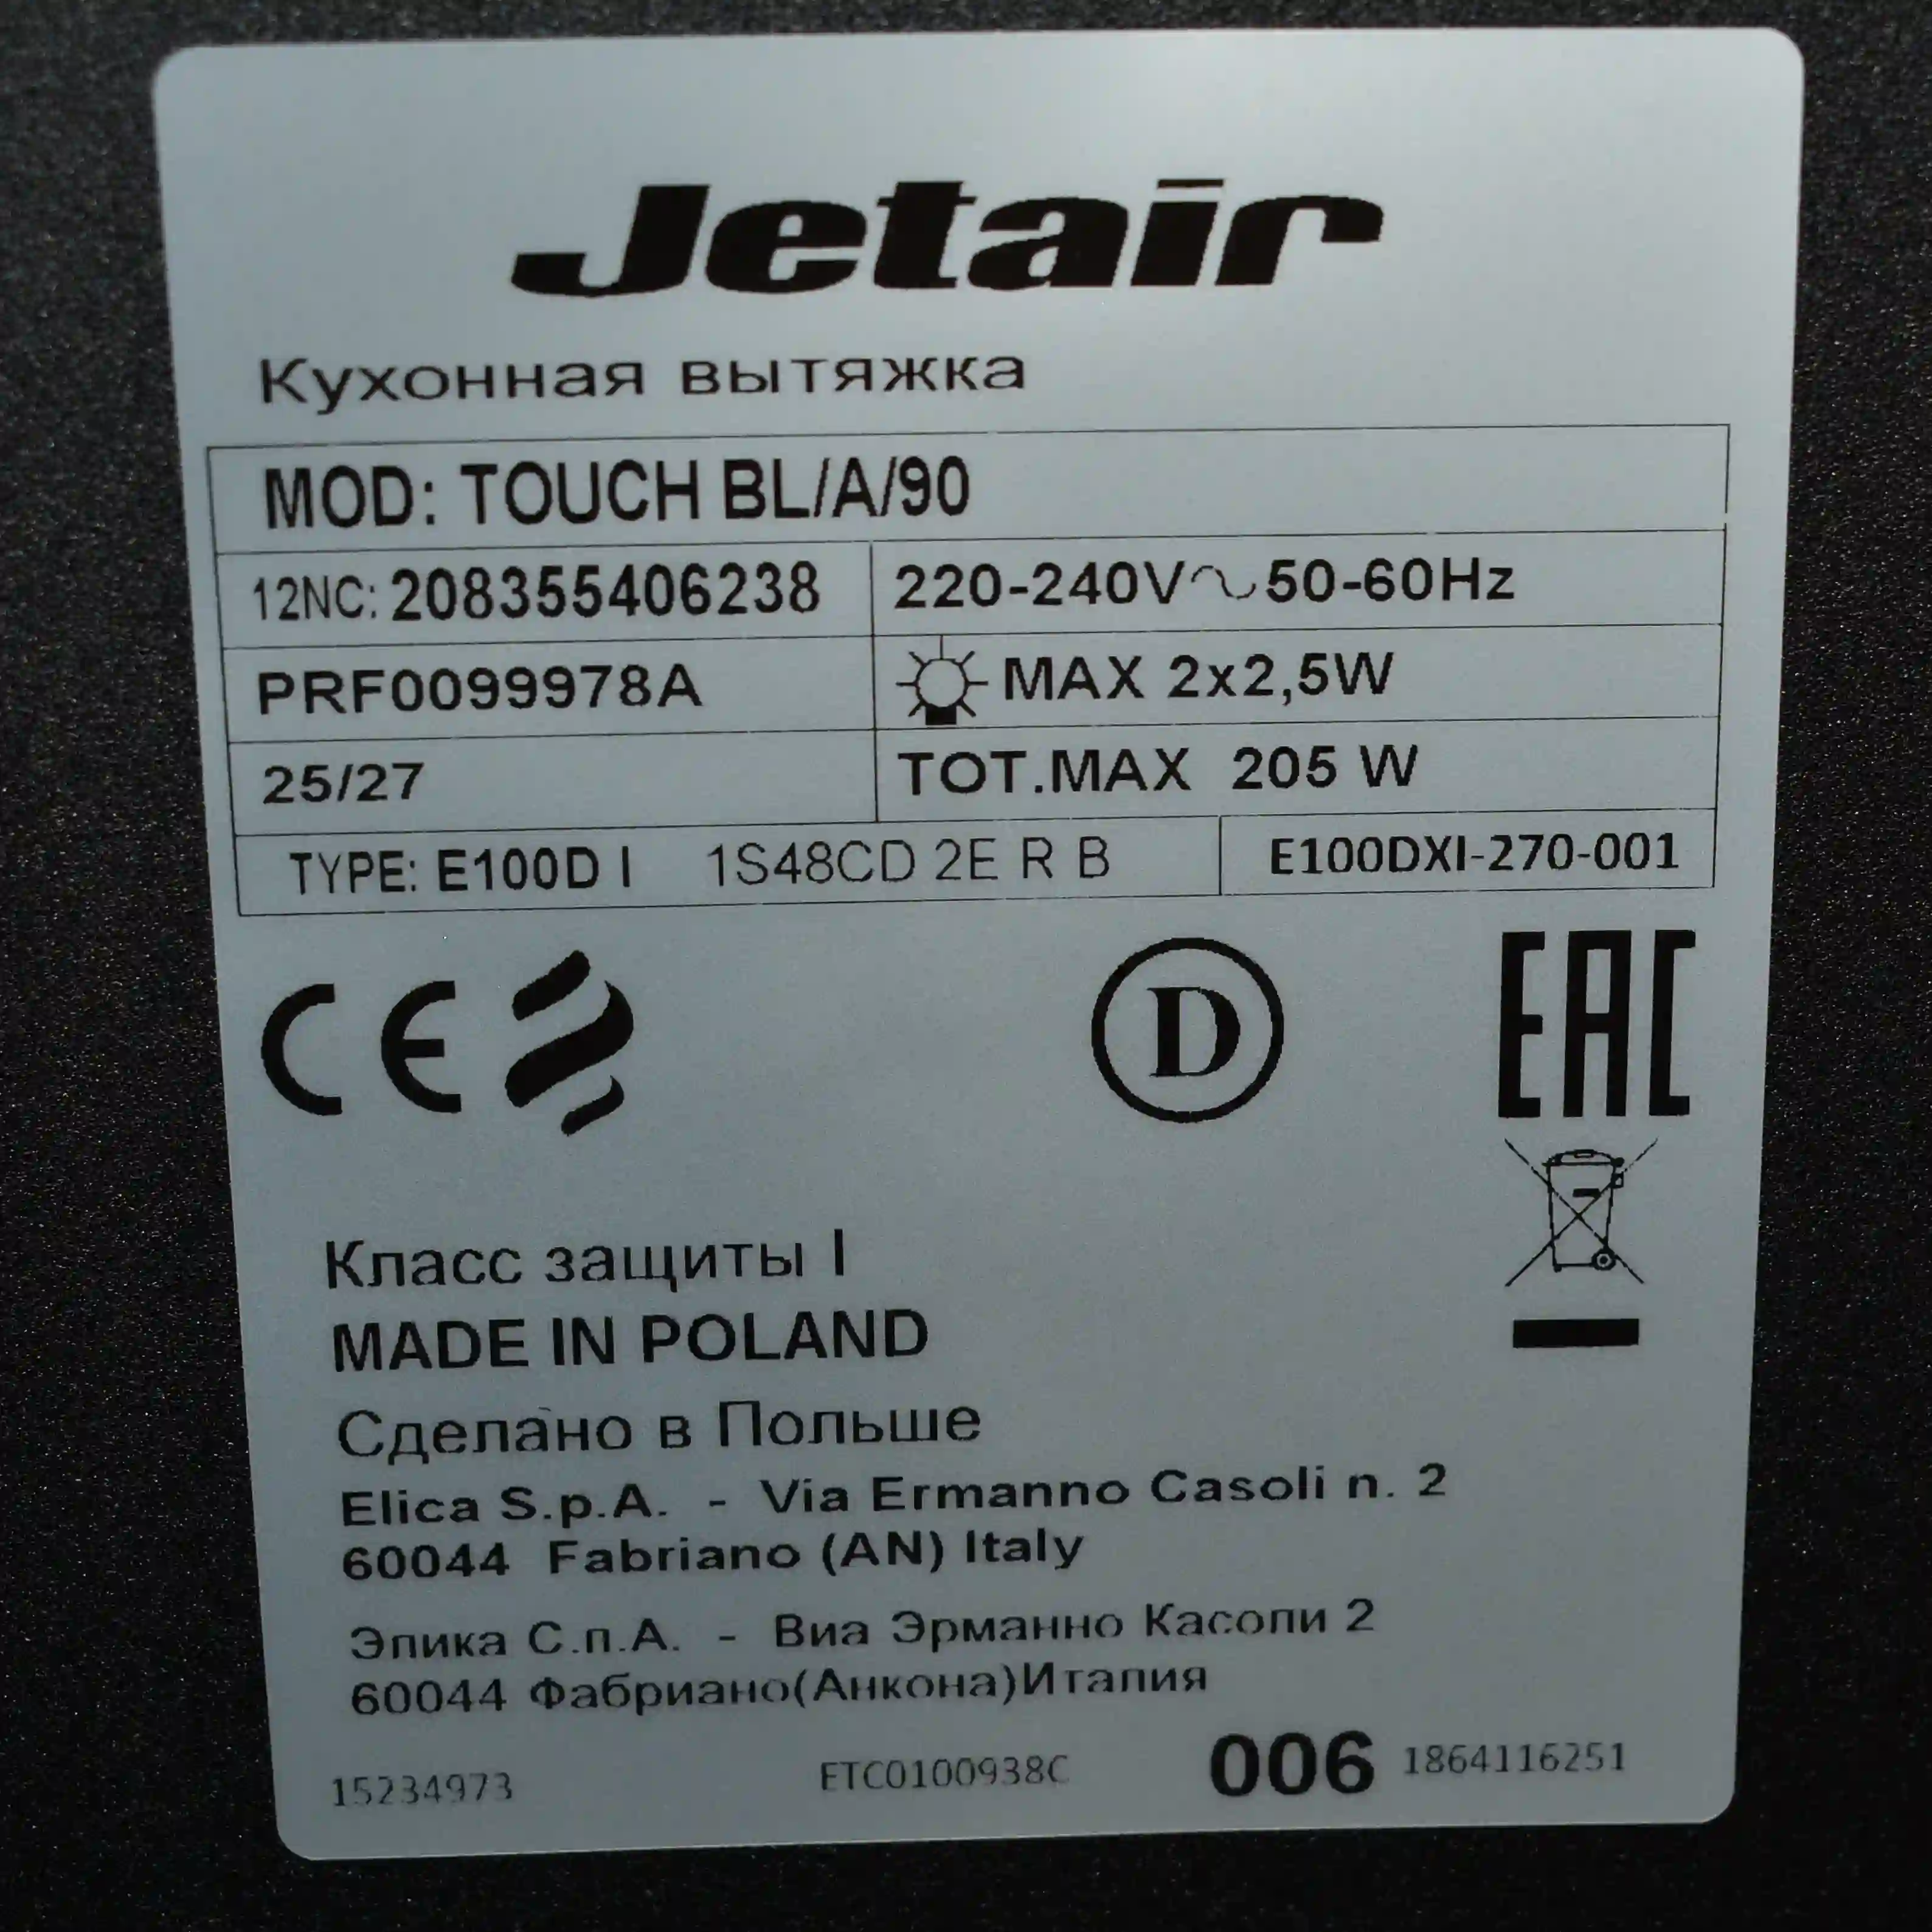 Jetair
Кухонная вытяжка
MOD: TOUCH BL/A/90
12NC: 208355406238 220-240V~50-60Hz
PRF0099978A MAX 2x2,5W
25/27 TOT.MAX 205 W
TYPE: E100D I 1S48CD 2E R B E100DXI-270-001
CE D EAC
Класс защиты I
MADE IN POLAND
Сделано в Польше
Elica S.p.A. - Via Ermanno Casoli n. 2
60044 Fabriano (AN) Italy
Элика С.п.А. - Виа Эрманно Касоли 2
60044 Фабриано(Анкона)Италия
15234973 ETC0100938C 006 1864116251